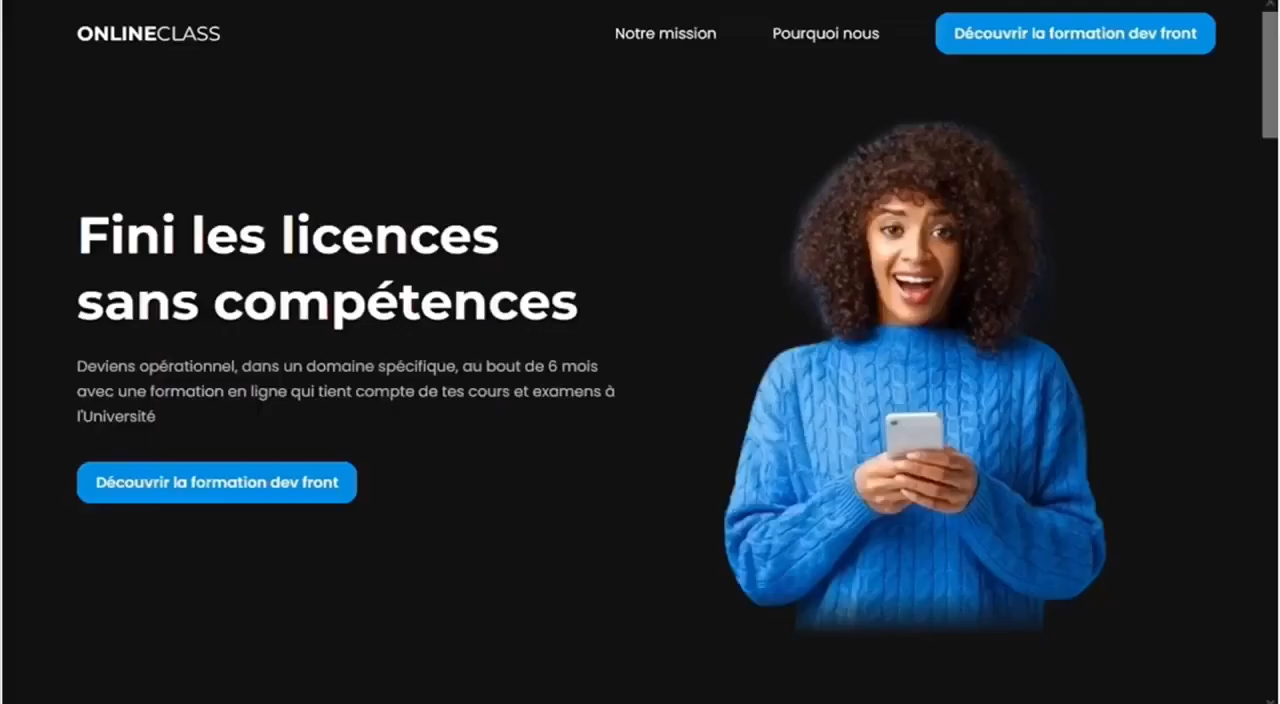 ONLINECLASS
Notre mission
Pourquoi nous
Découvrir la formation dev front
Fini les licences
sans compétences
Deviens opérationnel, dans un domaine spécifique, au bout de 6 mois
avec une formation en ligne qui tient compte de tes cours et examens à
l'Université
Découvrir la formation dev front